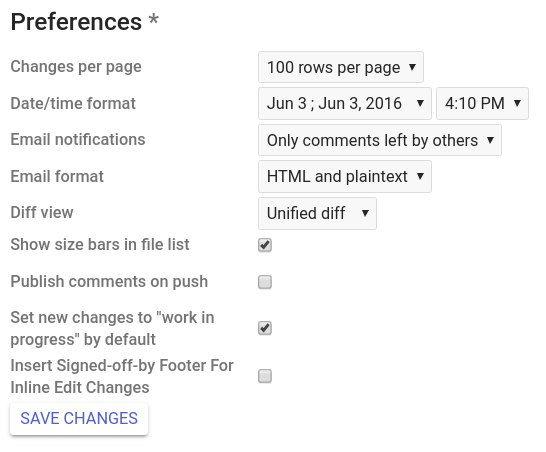 Preferences *
Changes per page 100 rows per page
Date/time format Jun 3 ; Jun 3, 2016 4:10 PM
Email notifications Only comments left by others
Email format HTML and plaintext
Diff view Unified diff
Show size bars in file list
Publish comments on push
Set new changes to "work in
progress" by default
Insert Signed-off-by Footer For
Inline Edit Changes
SAVE CHANGES